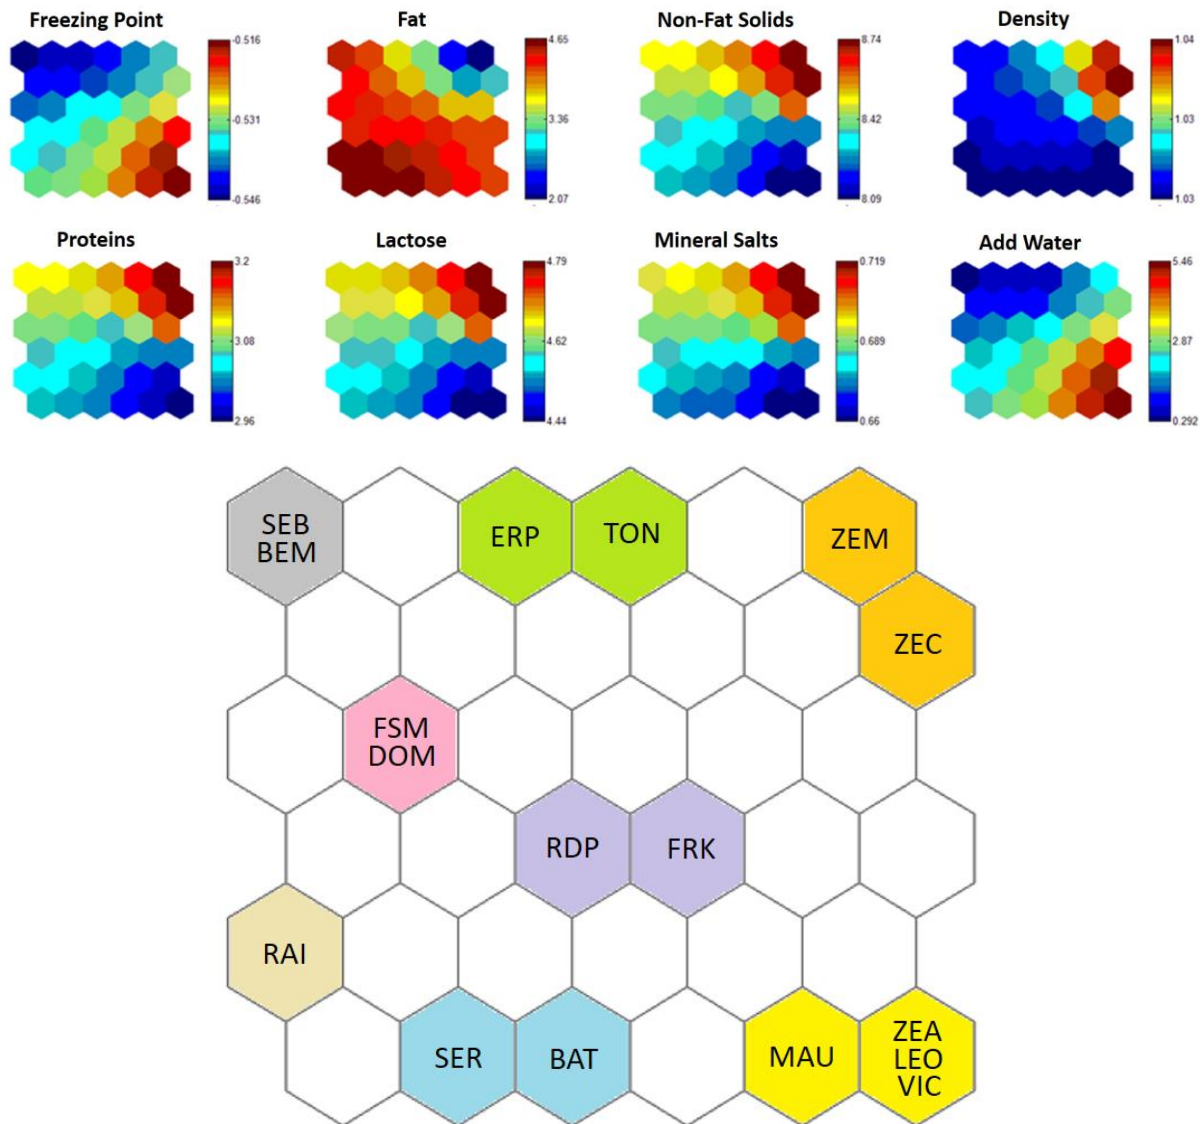 Freezing Point
-0.516
-0.531
-0.546
Fat
4.65
3.36
2.07
Non-Fat Solids
8.74
8.42
8.09
Density
1.04
1.03
1.03
Proteins
3.2
3.08
2.96
Lactose
4.79
4.62
4.44
Mineral Salts
0.719
0.689
0.66
Add Water
5.46
2.87
0.292
SEB
BEM
ERP
TON
ZEM
ZEC
FSM
DOM
RDP
FRK
RAI
SER
BAT
MAU
ZEA
LEO
VIC